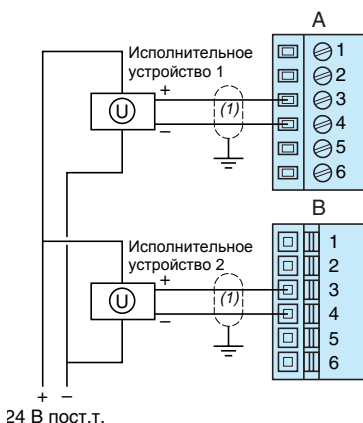 A
Исполнительное
устройство 1
U
+
−
(1)
1
2
3
4
5
6
B
Исполнительное
устройство 2
U
+
−
(1)
1
2
3
4
5
6
+ −
24 В пост.т.